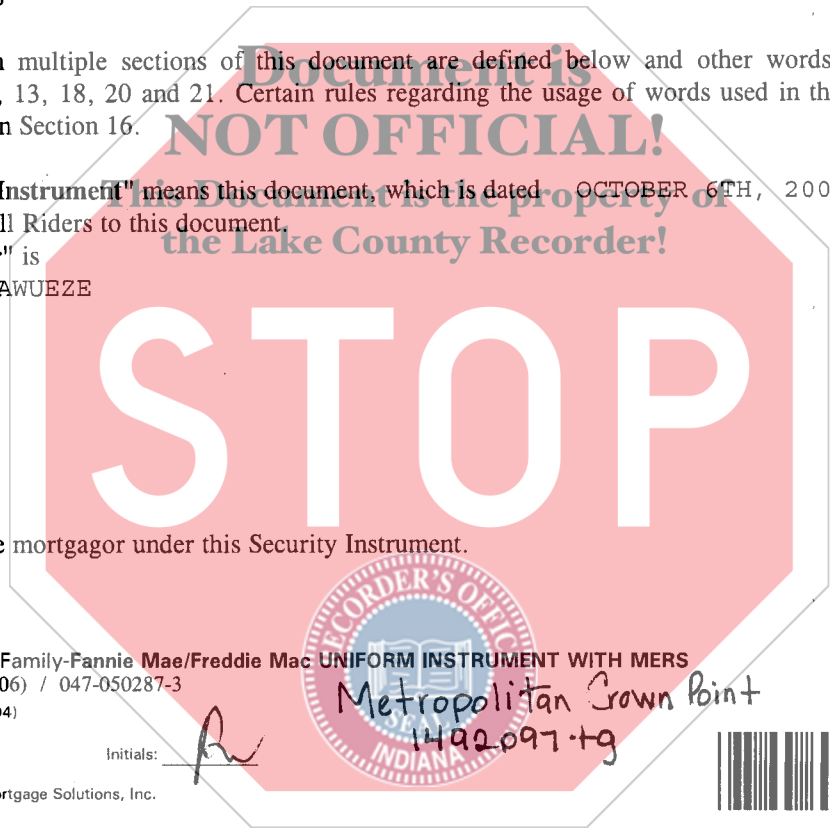 multiple sections of this document are defined below and other words
, 13, 18, 20 and 21. Certain rules regarding the usage of words used in th
n Section 16.
Document is
NOT OFFICIAL!
This Document is the property of
the Lake County Recorder!
Instrument" means this document, which is dated OCTOBER 6TH, 200
ll Riders to this document.
" is
AWUEZE
STOP
e mortgagor under this Security Instrument.
RECORDER'S OFFICE
SEAL
INDIANA
Family-Fannie Mae/Freddie Mac UNIFORM INSTRUMENT WITH MERS
06) / 047-050287-3
04)
Metropolitan Crown Point
1492097.tg
Initials:
rtgage Solutions, Inc.